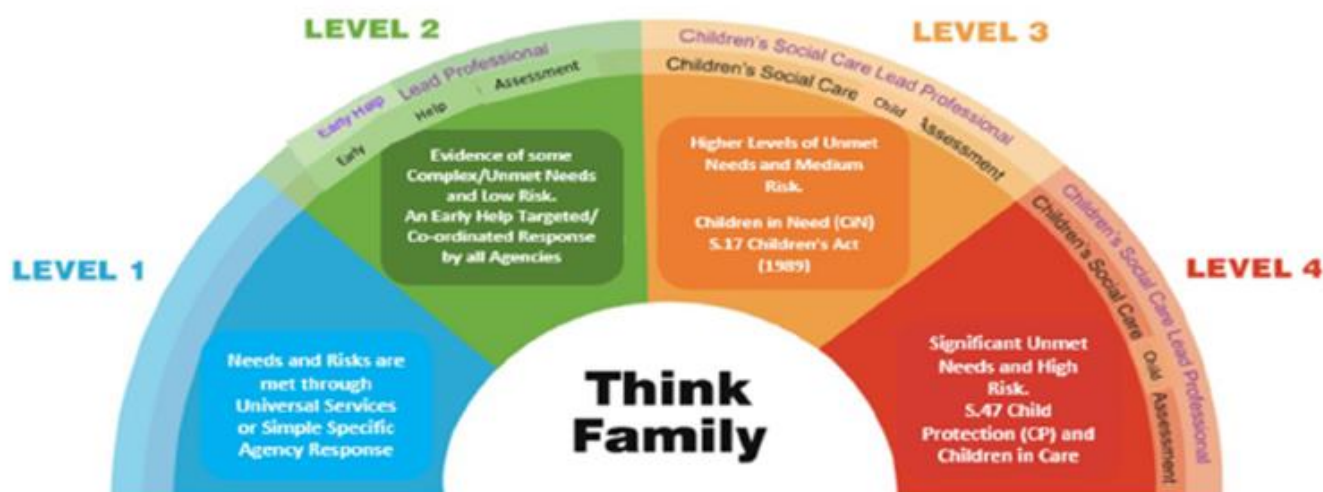 LEVEL 1
Needs and Risks are
met through
Universal Services
or Simple Specific
Agency Response
LEVEL 2
Early Help Lead Professional
Early Help Assessment
Evidence of some
Complex/Unmet Needs
and Low Risk.
An Early Help Targeted/
Co-ordinated Response
by all Agencies
LEVEL 3
Children's Social Care Lead Professional
Children's Social Care Child Assessment
Higher Levels of Unmet
Needs and Medium
Risk.
Children in Need (CiN)
S.17 Children's Act
(1989)
LEVEL 4
Children's Social Care Lead Professional
Children's Social Care Child Assessment
Significant Unmet
Needs and High
Risk.
S.47 Child
Protection (CP) and
Children in Care
Think
Family